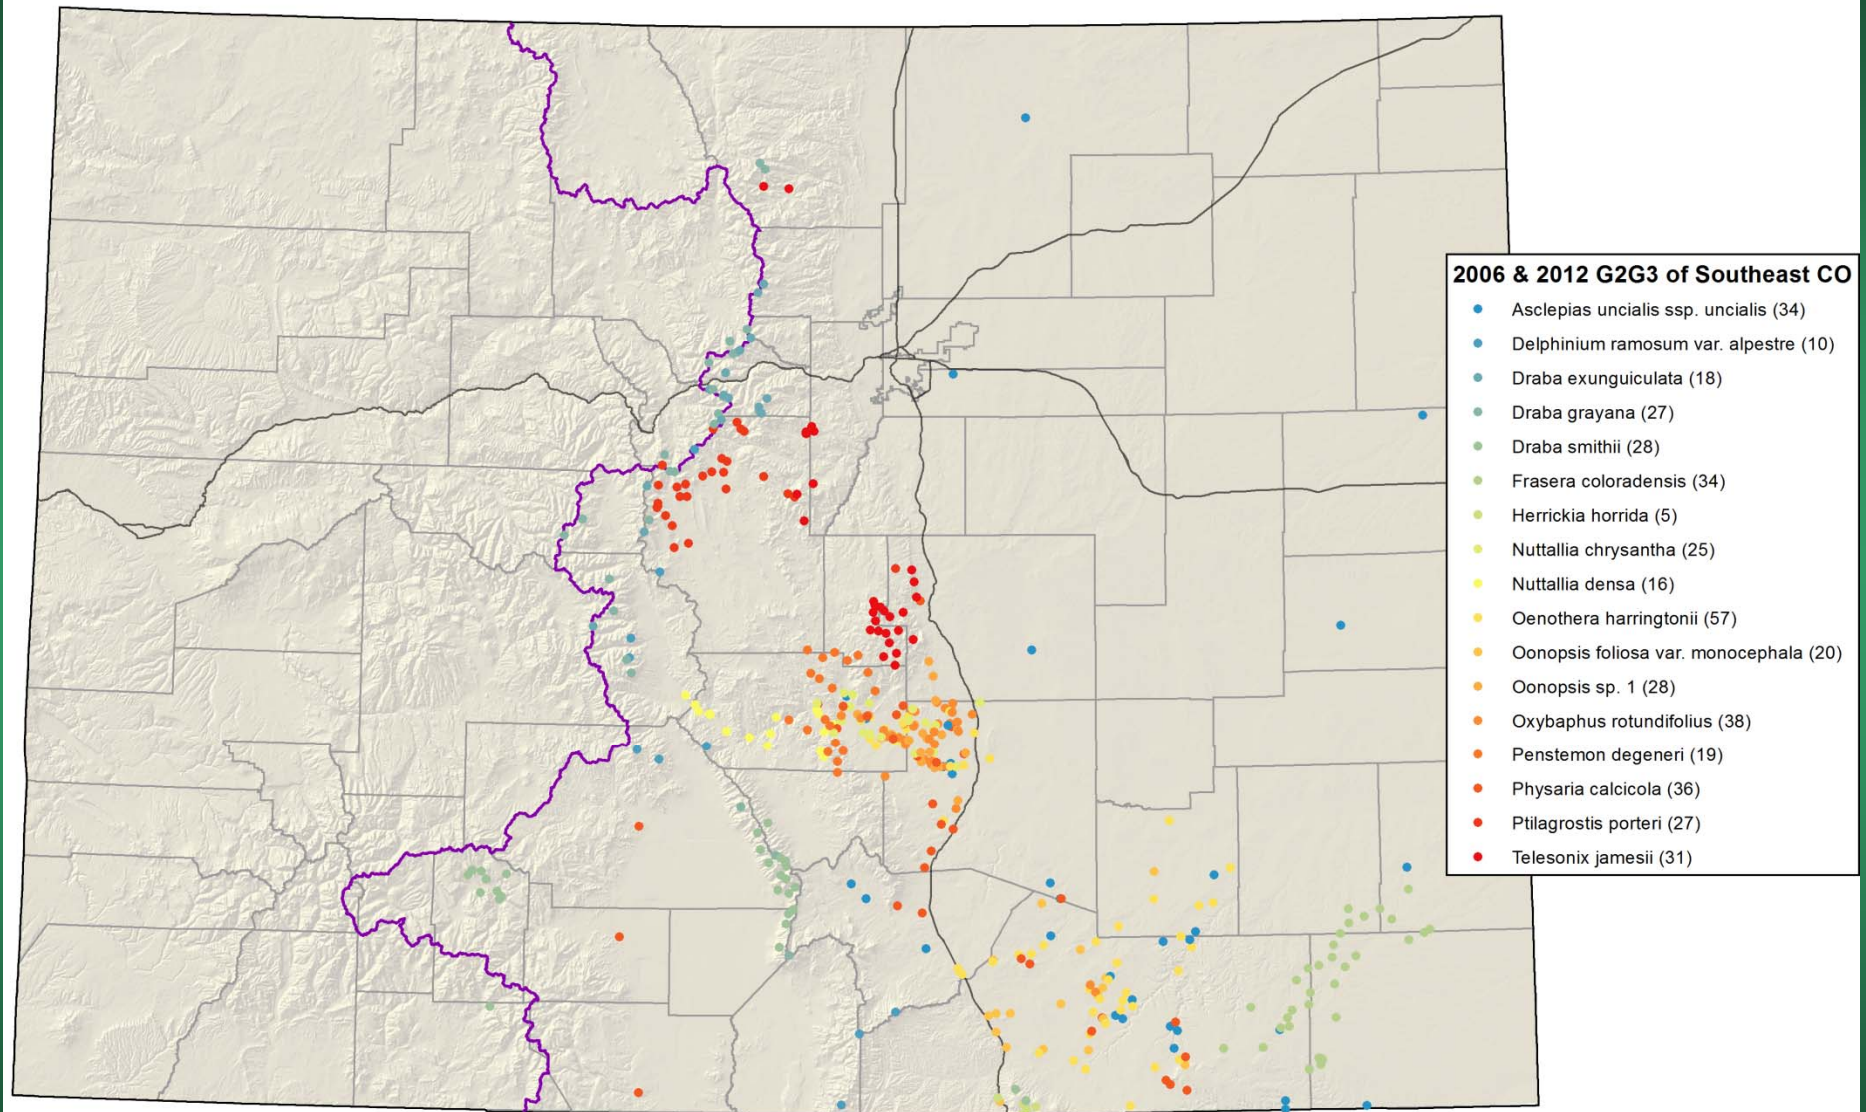 2006 & 2012 G2G3 of Southeast CO
Asclepias uncialis ssp. uncialis (34)
Delphinium ramosum var. alpestre (10)
Draba exunguiculata (18)
Draba grayana (27)
Draba smithii (28)
Frasera coloradensis (34)
Herrickia horrida (5)
Nuttallia chrysantha (25)
Nuttallia densa (16)
Oenothera harringtonii (57)
Oonopsis foliosa var. monocephala (20)
Oonopsis sp. 1 (28)
Oxybaphus rotundifolius (38)
Penstemon degeneri (19)
Physaria calcicola (36)
Ptilagrostis porteri (27)
Telesonix jamesii (31)